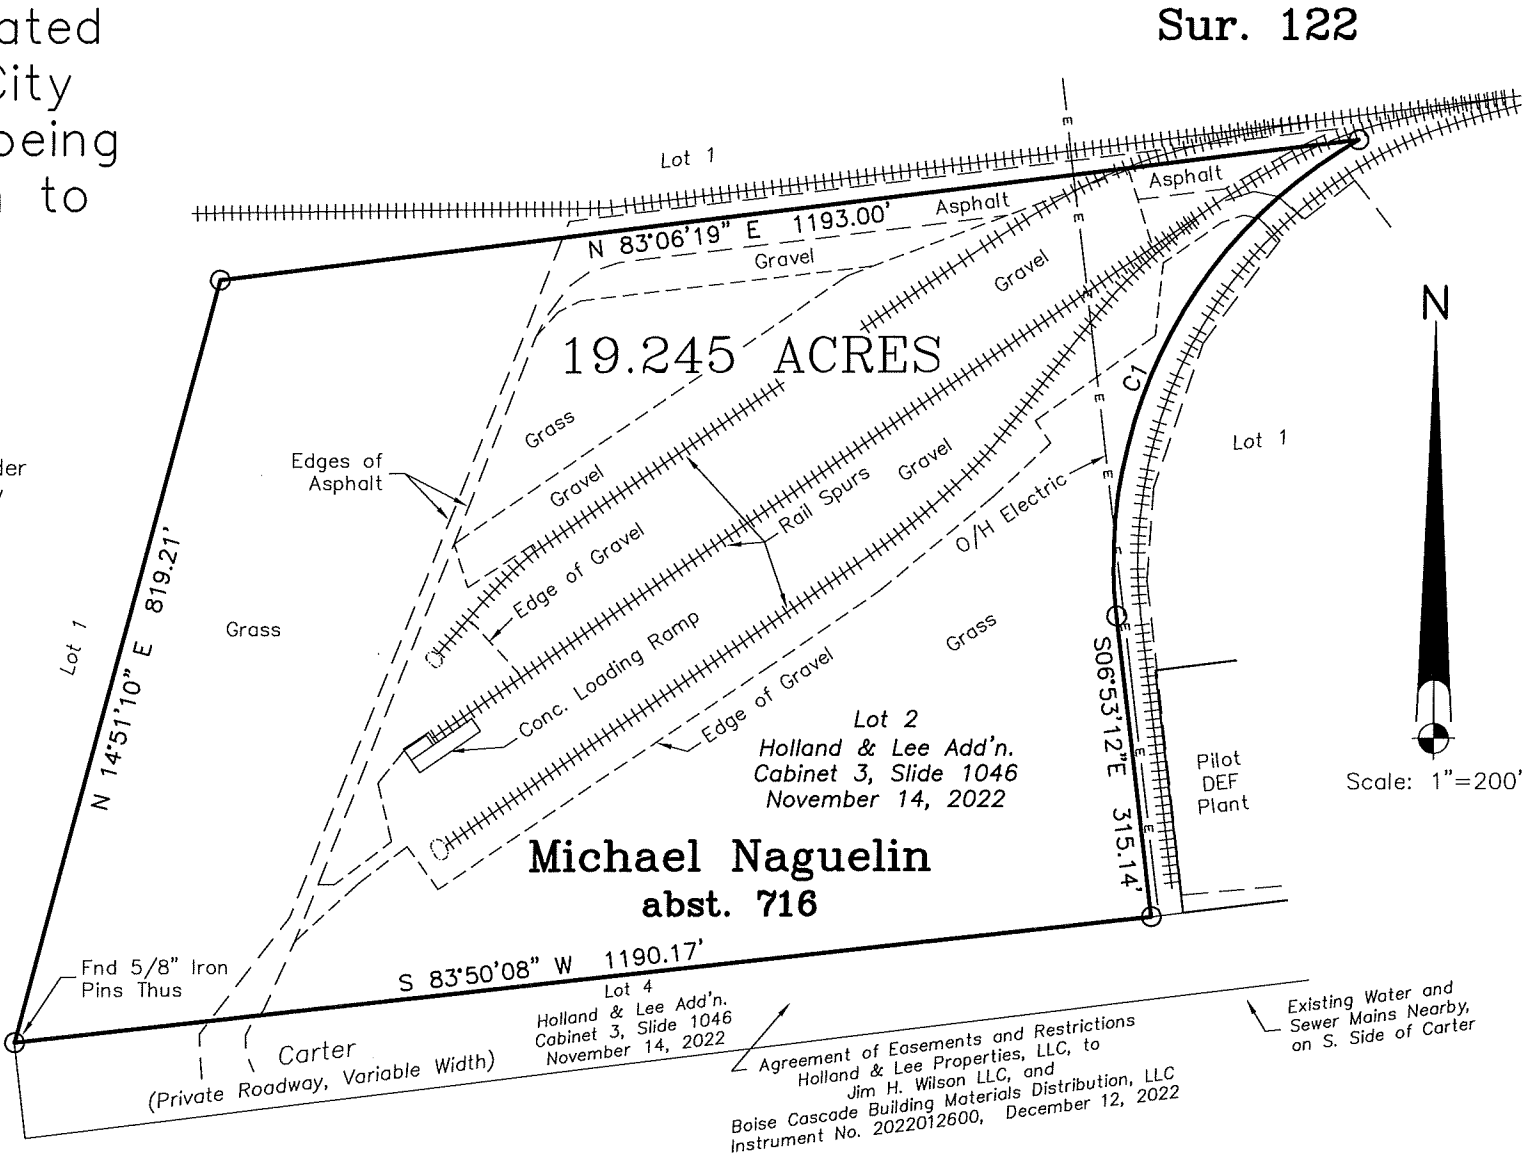 ated
City
being
to
Sur. 122
Lot 1
N 83°06'19" E 1193.00'
Asphalt
Asphalt
Gravel
Gravel
19.245 ACRES
N
C1
Grass
Edges of
Asphalt
Gravel
Rail Spurs
Gravel
Lot 1
O/H Electric
Edge of Gravel
N 14°51'10" E 819.21'
Lot 1
Grass
Conc. Loading Ramp
Edge of Gravel
Grass
S06°53'12"E 315.14'
Lot 2
Holland & Lee Add'n.
Cabinet 3, Slide 1046
November 14, 2022
Pilot
DEF
Plant
Scale: 1"=200'
Michael Naguelin
abst. 716
Fnd 5/8" Iron
Pins Thus
S 83°50'08" W 1190.17'
Lot 4
Holland & Lee Add'n.
Cabinet 3, Slide 1046
November 14, 2022
Carter
(Private Roadway, Variable Width)
Agreement of Easements and Restrictions
Holland & Lee Properties, LLC, to
Jim H. Wilson LLC, and
Boise Cascade Building Materials Distribution, LLC
Instrument No. 2022012600, December 12, 2022
Existing Water and
Sewer Mains Nearby,
on S. Side of Carter
E
E
E
E
E
E
E
E
E